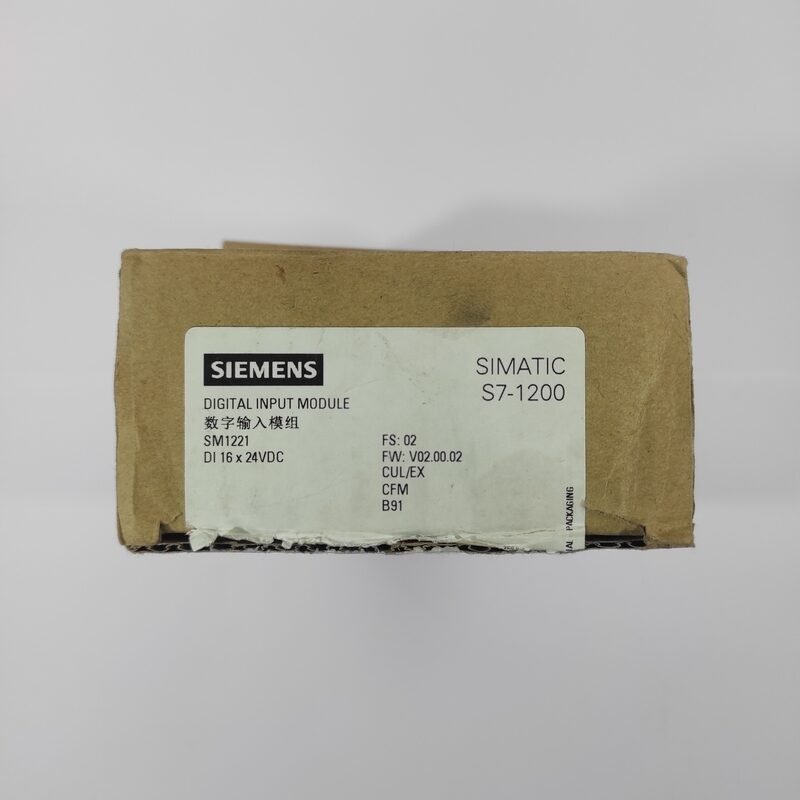 SIEMENS
SIMATIC
S7-1200
DIGITAL INPUT MODULE
数字输入模组
SM1221
DI 16 x 24VDC
FS: 02
FW: V02.00.02
CUL/EX
CFM
B91
PACKAGING